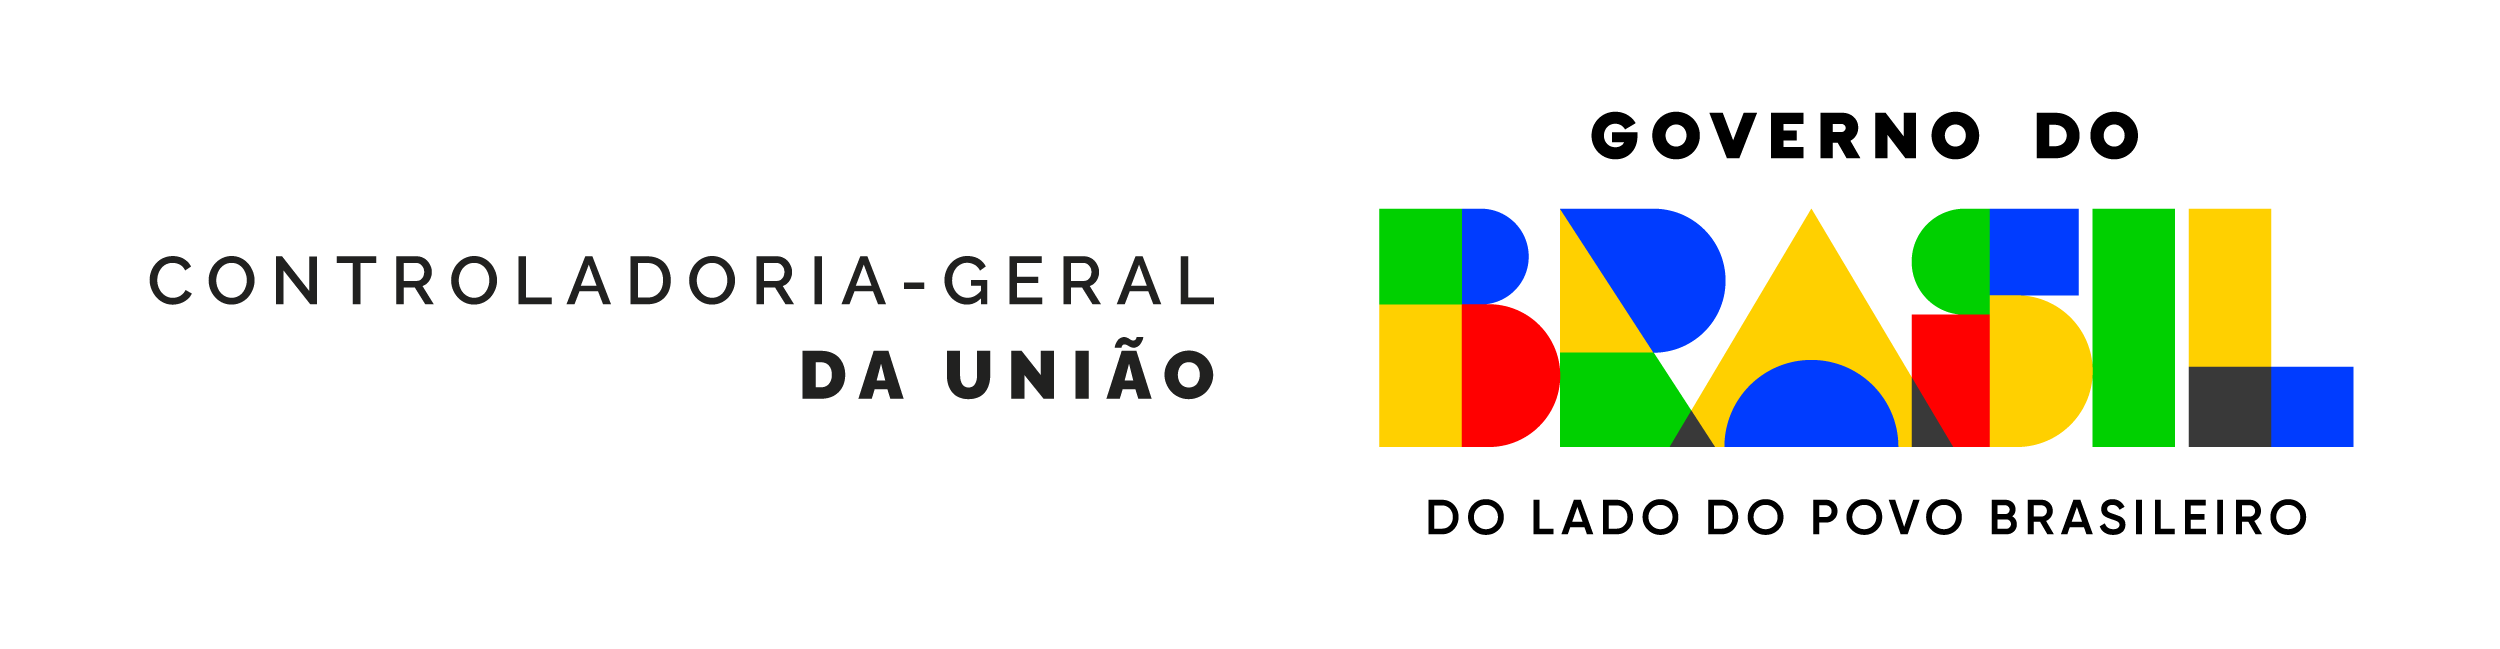 CONTROLADORIA-GERAL
DA UNIÃO
GOVERNO DO
BRASIL
DO LADO DO POVO BRASILEIRO